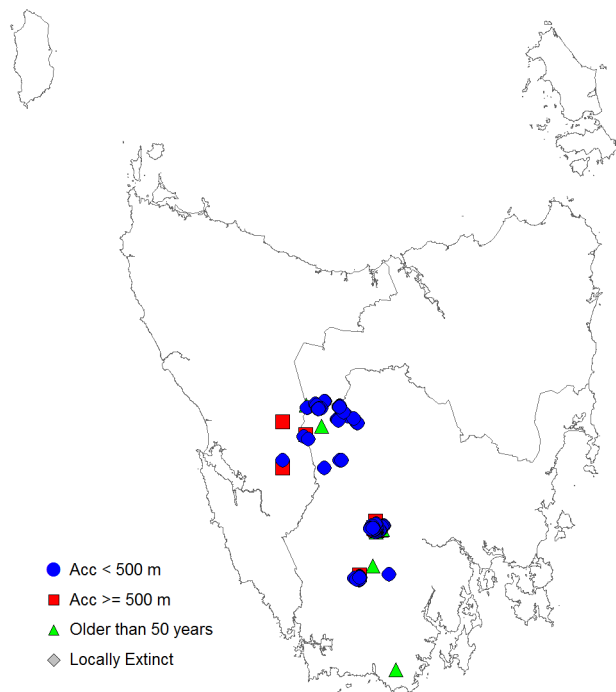 Acc < 500 m
Acc >= 500 m
Older than 50 years
Locally Extinct